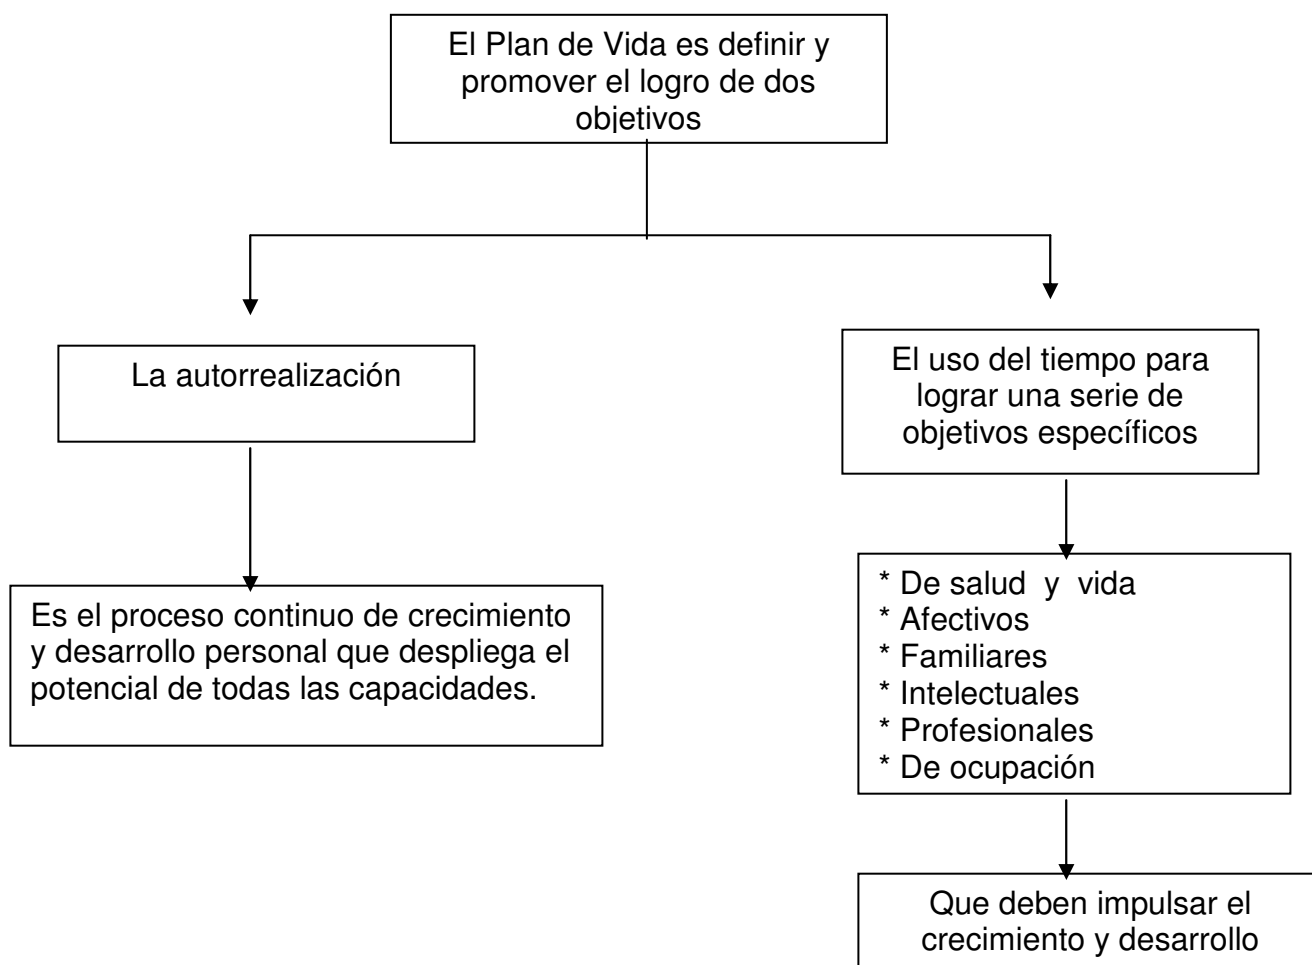 El Plan de Vida es definir y
promover el logro de dos
objetivos
La autorrealización
Es el proceso continuo de crecimiento
y desarrollo personal que despliega el
potencial de todas las capacidades.
El uso del tiempo para
lograr una serie de
objetivos específicos
* De salud y vida
* Afectivos
* Familiares
* Intelectuales
* Profesionales
* De ocupación
Que deben impulsar el
crecimiento y desarrollo